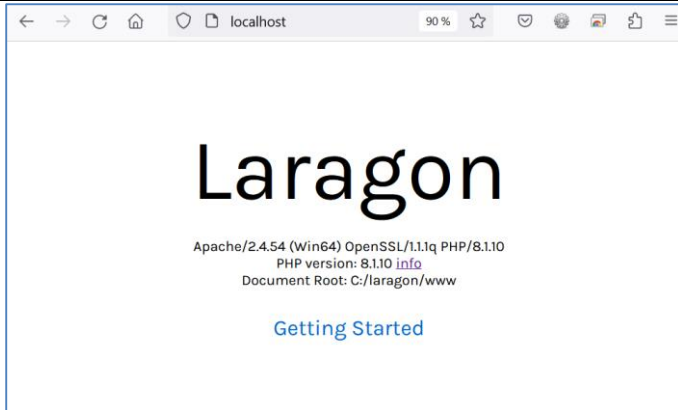 localhost
90 %
Laragon
Apache/2.4.54 (Win64) OpenSSL/1.1.1q PHP/8.1.10
PHP version: 8.1.10 info
Document Root: C:/laragon/www
Getting Started